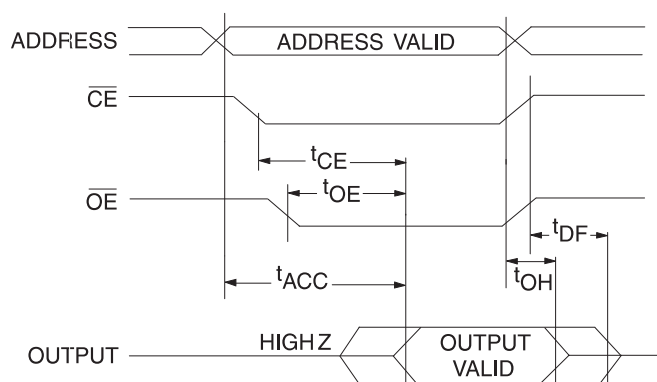 ADDRESS
ADDRESS VALID
CE
tCE
tOE
OE
tDF
tACC
tOH
HIGH Z
OUTPUT
OUTPUT
VALID